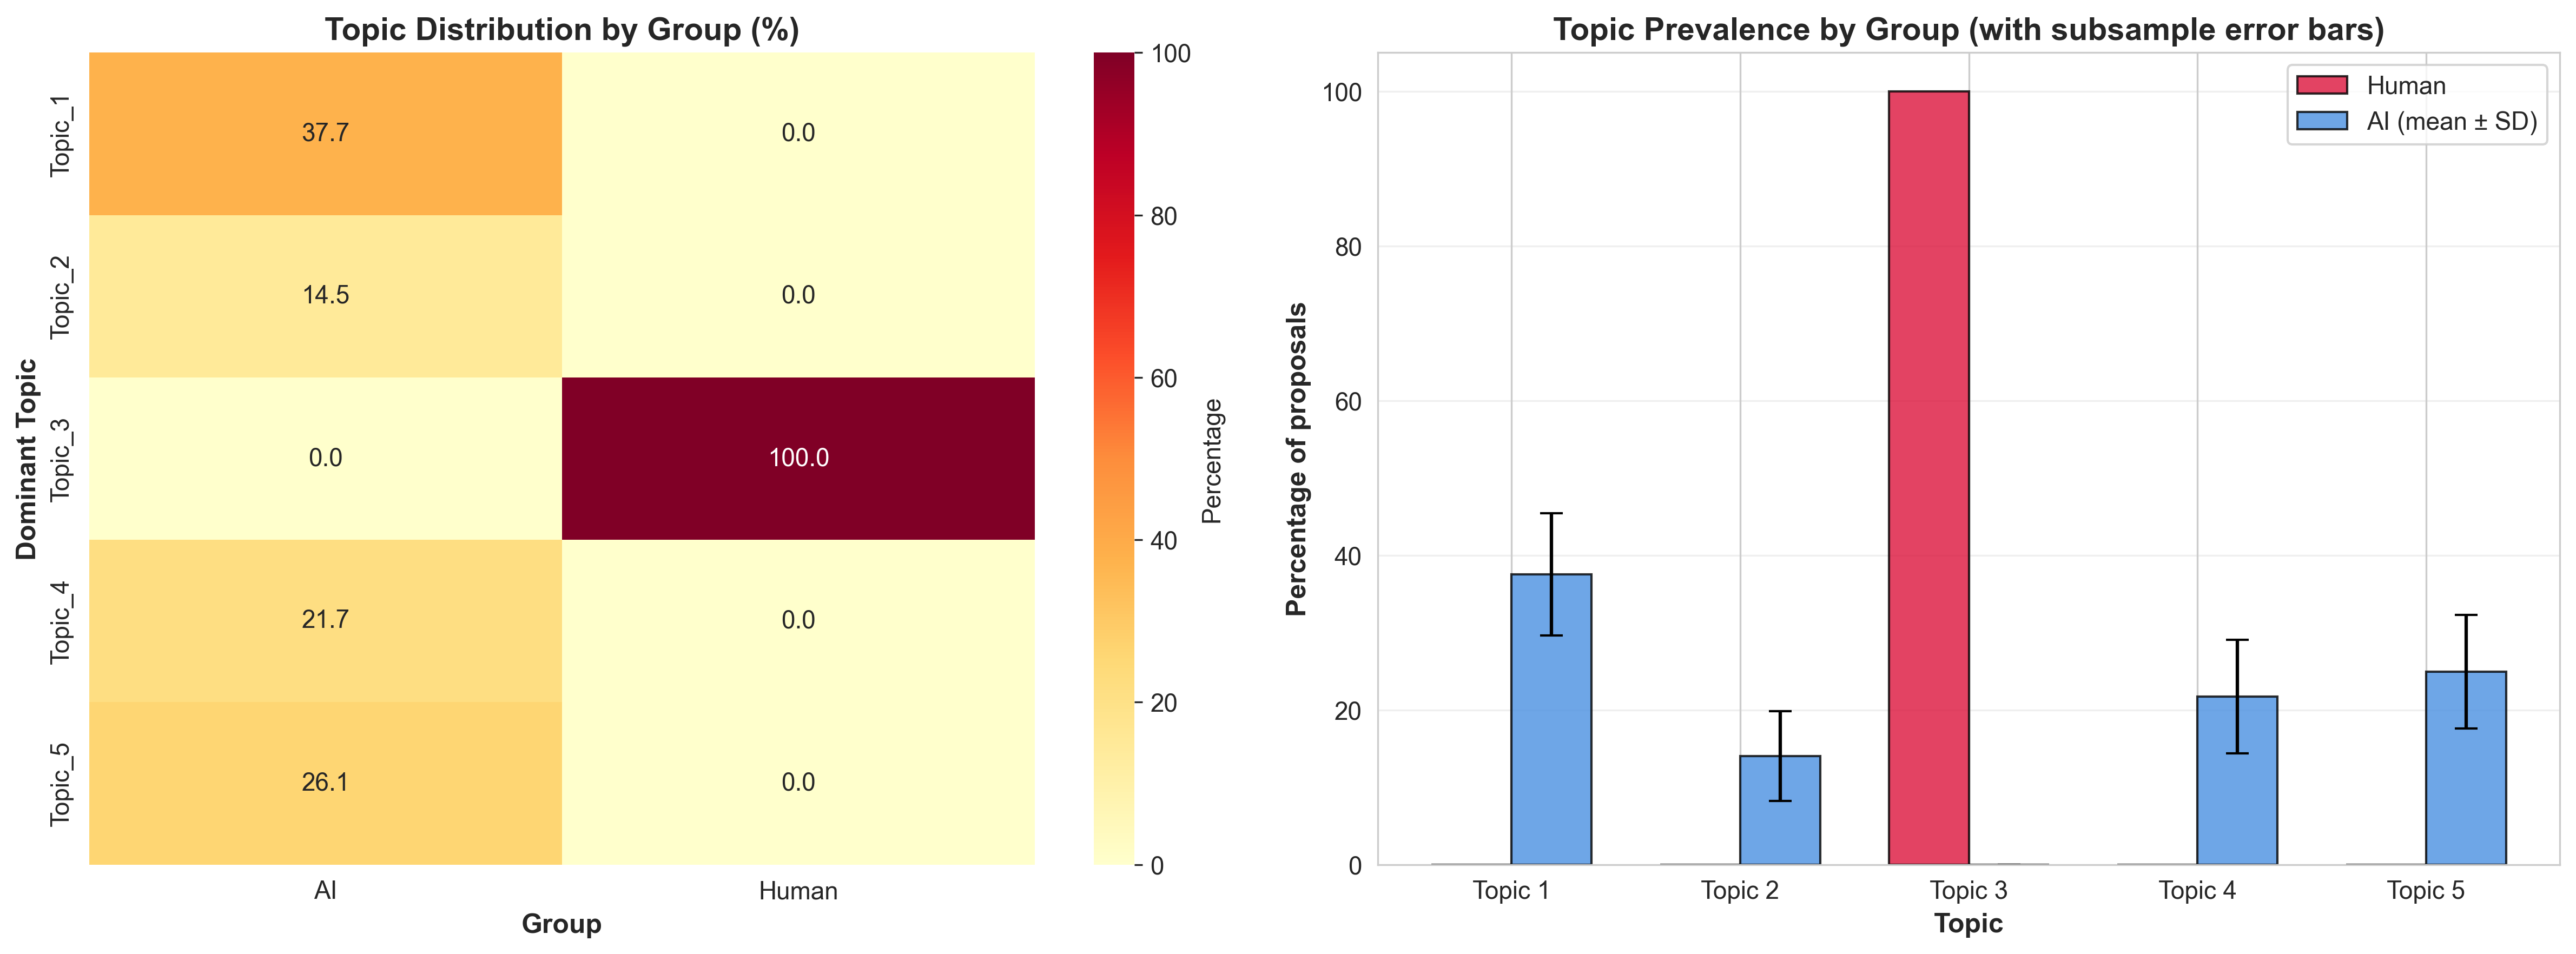 Topic Distribution by Group (%)
Dominant Topic
Topic_1
Topic_2
Topic_3
Topic_4
Topic_5
37.7 0.0
14.5 0.0
0.0 100.0
21.7 0.0
26.1 0.0
AI Human
Group
100
80
60
40
20
0
Percentage
Topic Prevalence by Group (with subsample error bars)
Human
AI (mean ± SD)
Percentage of proposals
100
80
60
40
20
0
Topic 1 Topic 2 Topic 3 Topic 4 Topic 5
Topic